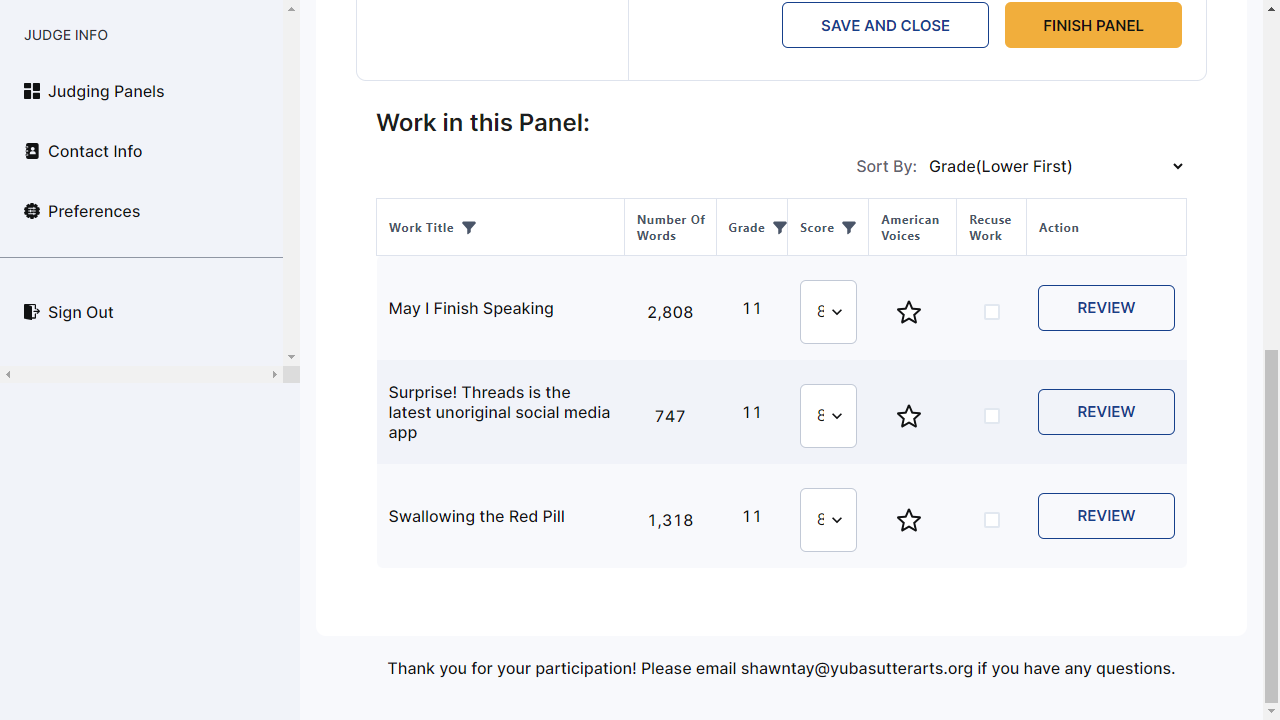 JUDGE INFO
Judging Panels
Contact Info
Preferences
Sign Out
SAVE AND CLOSE
FINISH PANEL
Work in this Panel:
Sort By: Grade(Lower First)
Work Title
Number Of
Words
Grade
Score
American
Voices
Recuse
Work
Action
May I Finish Speaking
2,808
11
8
REVIEW
Surprise! Threads is the
latest unoriginal social media
app
747
11
8
REVIEW
Swallowing the Red Pill
1,318
11
8
REVIEW
Thank you for your participation! Please email shawntay@yubasutterarts.org if you have any questions.